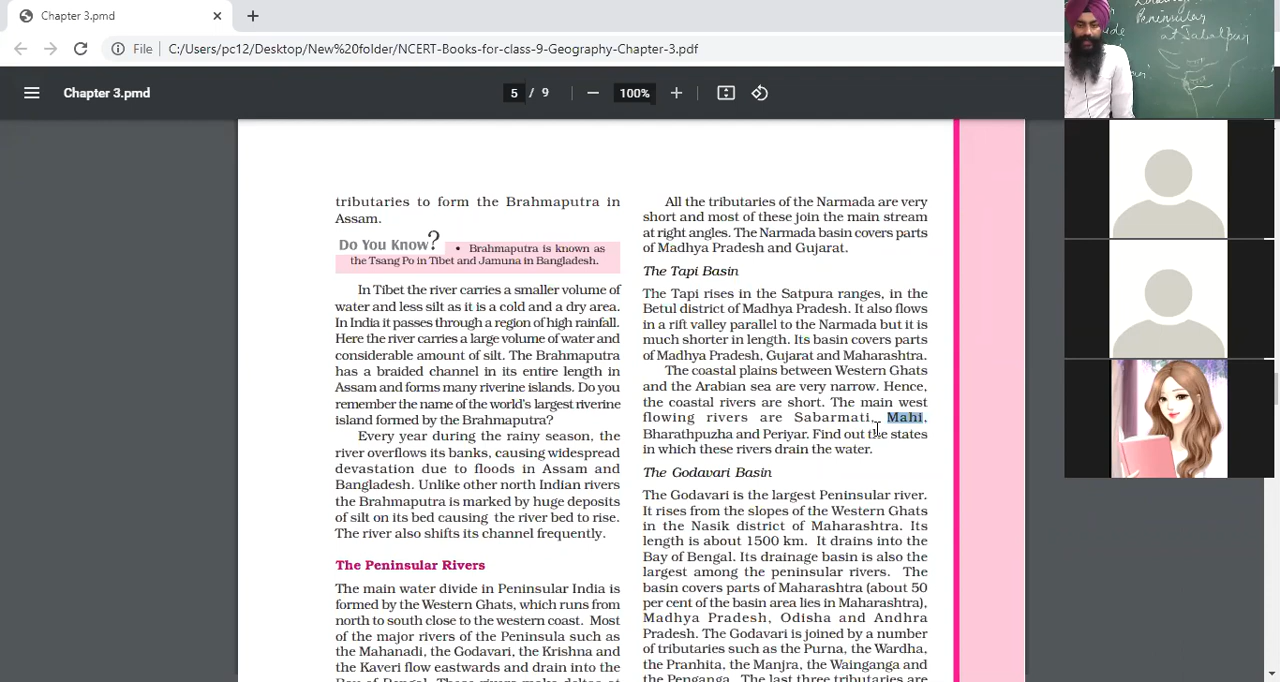 Chapter 3.pmd
File
C:/Users/pc12/Desktop/New%20folder/NCERT-Books-for-class-9-Geography-Chapter-3.pdf
Chapter 3.pmd
5 / 9
100%
Peninsular
at Jabalpur
tributaries to form the Brahmaputra in
Assam.
Do You Know?
• Brahmaputra is known as
the Tsang Po in Tibet and Jamuna in Bangladesh.
In Tibet the river carries a smaller volume of
water and less silt as it is a cold and a dry area.
In India it passes through a region of high rainfall.
Here the river carries a large volume of water and
considerable amount of silt. The Brahmaputra
has a braided channel in its entire length in
Assam and forms many riverine islands. Do you
remember the name of the world's largest riverine
island formed by the Brahmaputra?
Every year during the rainy season, the
river overflows its banks, causing widespread
devastation due to floods in Assam and
Bangladesh. Unlike other north Indian rivers
the Brahmaputra is marked by huge deposits
of silt on its bed causing the river bed to rise.
The river also shifts its channel frequently.
The Peninsular Rivers
The main water divide in Peninsular India is
formed by the Western Ghats, which runs from
north to south close to the western coast. Most
of the major rivers of the Peninsula such as
the Mahanadi, the Godavari, the Krishna and
the Kaveri flow eastwards and drain into the
Bay of Bengal. These rivers make deltas at
All the tributaries of the Narmada are very
short and most of these join the main stream
at right angles. The Narmada basin covers parts
of Madhya Pradesh and Gujarat.
The Tapi Basin
The Tapi rises in the Satpura ranges, in the
Betul district of Madhya Pradesh. It also flows
in a rift valley parallel to the Narmada but it is
much shorter in length. Its basin covers parts
of Madhya Pradesh, Gujarat and Maharashtra.
The coastal plains between Western Ghats
and the Arabian sea are very narrow. Hence,
the coastal rivers are short. The main west
flowing rivers are Sabarmati, Mahi,
Bharathpuzha and Periyar. Find out the states
in which these rivers drain the water.
The Godavari Basin
The Godavari is the largest Peninsular river.
It rises from the slopes of the Western Ghats
in the Nasik district of Maharashtra. Its
length is about 1500 km. It drains into the
Bay of Bengal. Its drainage basin is also the
largest among the peninsular rivers. The
basin covers parts of Maharashtra (about 50
per cent of the basin area lies in Maharashtra),
Madhya Pradesh, Odisha and Andhra
Pradesh. The Godavari is joined by a number
of tributaries such as the Purna, the Wardha,
the Pranhita, the Manjra, the Wainganga and
the Penganga. The last three tributaries are